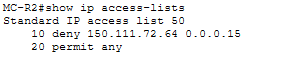 MC-R2#show ip access-lists
Standard IP access list 50
    10 deny 150.111.72.64 0.0.0.15
    20 permit any